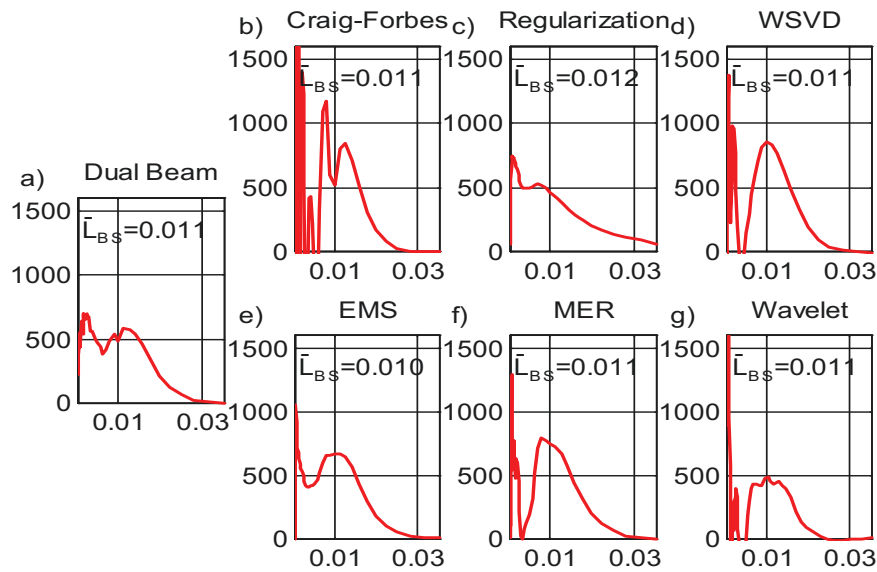 a)
Dual Beam
1500
1000
500
0
L̄BS=0.011
0.01
0.03
b)
Craig-Forbes
1500
1000
500
0
L̄BS=0.011
0.01
0.03
c)
Regularization
1500
1000
500
0
L̄BS=0.012
0.01
0.03
d)
WSVD
1500
1000
500
0
L̄BS=0.011
0.01
0.03
e)
EMS
1500
1000
500
0
L̄BS=0.010
0.01
0.03
f)
MER
1500
1000
500
0
L̄BS=0.011
0.01
0.03
g)
Wavelet
1500
1000
500
0
L̄BS=0.011
0.01
0.03